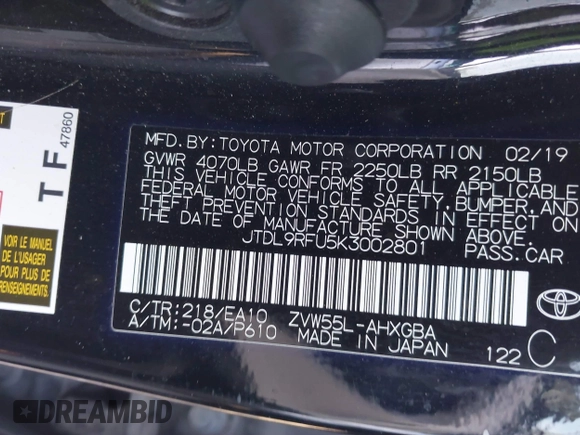 MFD. BY: TOYOTA MOTOR CORPORATION 02/19
GVWR 4070LB GAWR FR 2250LB RR 2150LB
THIS VEHICLE CONFORMS TO ALL APPLICABLE
FEDERAL MOTOR VEHICLE SAFETY, BUMPER, AND
THEFT PREVENTION STANDARDS IN EFFECT ON
THE DATE OF MANUFACTURE SHOWN ABOVE.
JTDL9RFU5K3002801 PASS.CAR
C/TR:218/EA10 ZVW55L-AHXGBA
A/TM:-02A/P610 MADE IN JAPAN
122 C
TOYOTA
T F 47860
VOIR LE MANUEL
POUR PLUS DE
RENSEIGNEMENTS.
DREAMBID